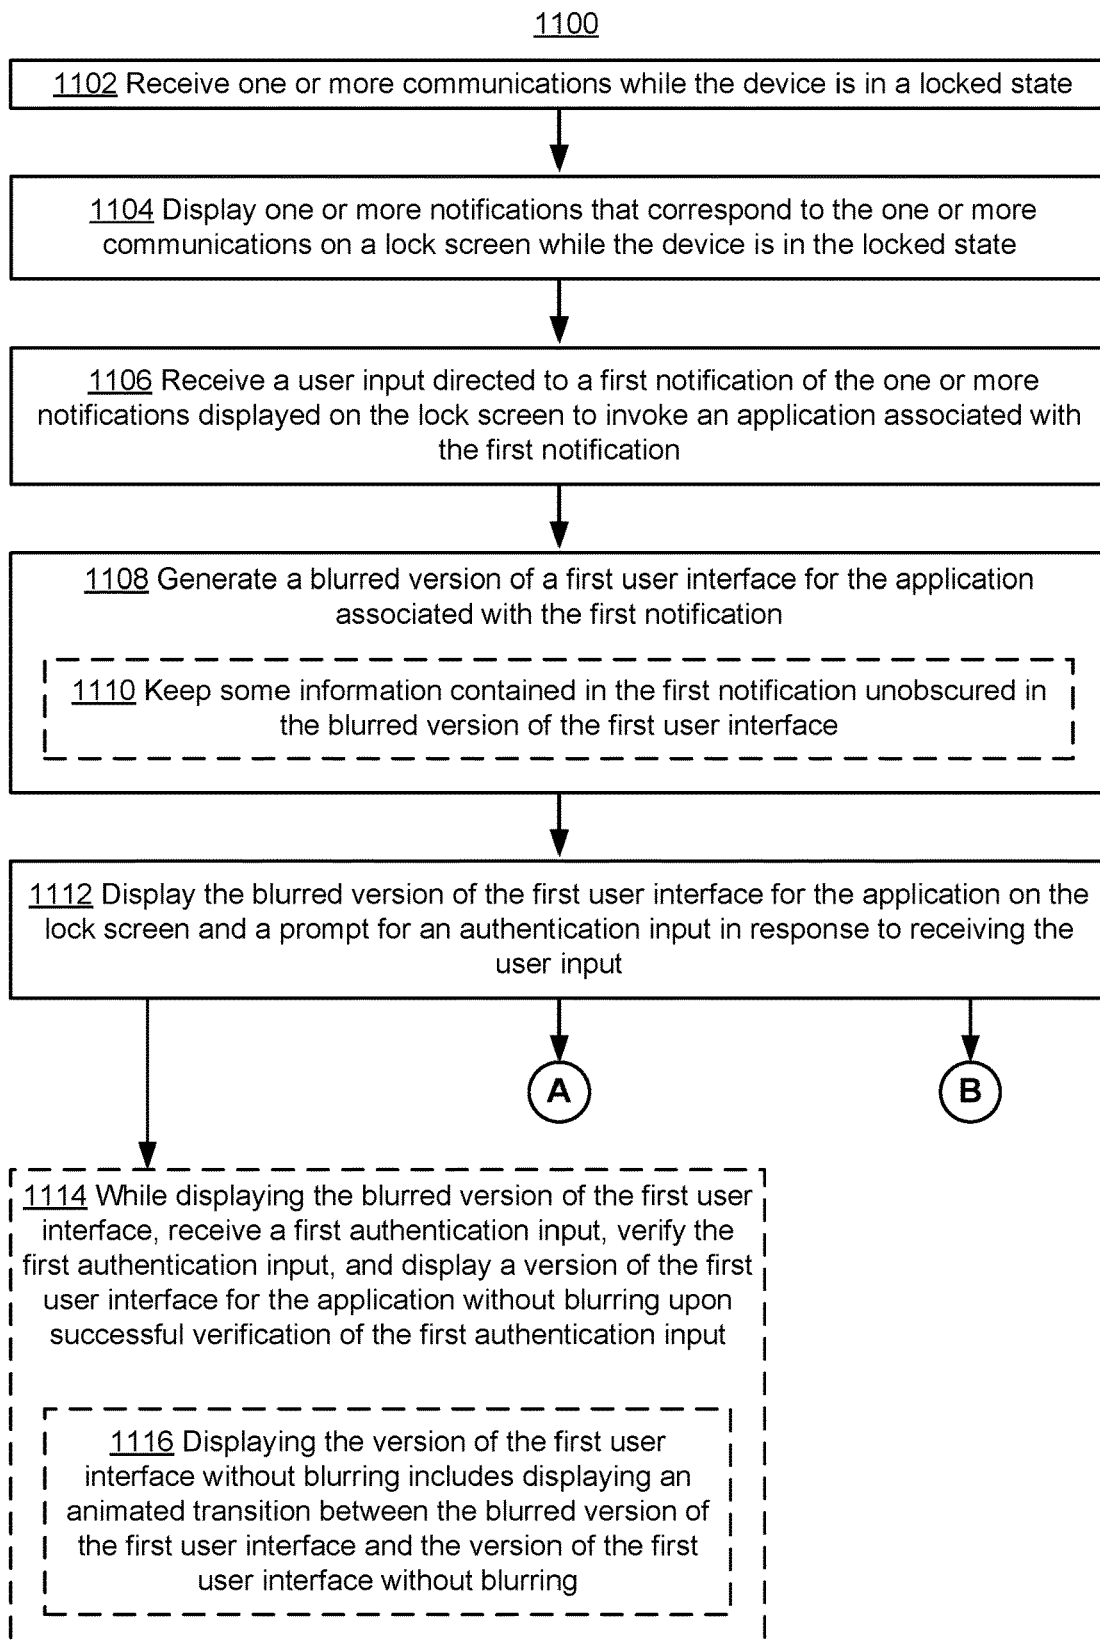 1100
1102 Receive one or more communications while the device is in a locked state
1104 Display one or more notifications that correspond to the one or more
communications on a lock screen while the device is in the locked state
1106 Receive a user input directed to a first notification of the one or more
notifications displayed on the lock screen to invoke an application associated with
the first notification
1108 Generate a blurred version of a first user interface for the application
associated with the first notification
1110 Keep some information contained in the first notification unobscured in
the blurred version of the first user interface
1112 Display the blurred version of the first user interface for the application on the
lock screen and a prompt for an authentication input in response to receiving the
user input
A
B
1114 While displaying the blurred version of the first user
interface, receive a first authentication input, verify the
first authentication input, and display a version of the first
user interface for the application without blurring upon
successful verification of the first authentication input
1116 Displaying the version of the first user
interface without blurring includes displaying an
animated transition between the blurred version of
the first user interface and the version of the first
user interface without blurring